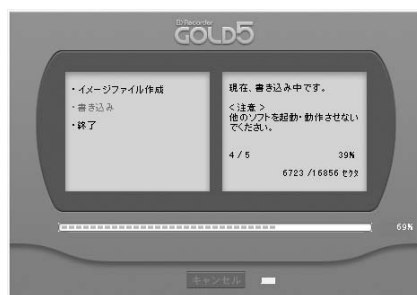 B's Recorder
GOLD5
・イメージファイル作成
・書き込み
・終了
現在、書き込み中です。
<注意>
他のソフトを起動・動作させない
でください。
4 / 5 39%
6723 /16856 セクタ
69%
キャンセル